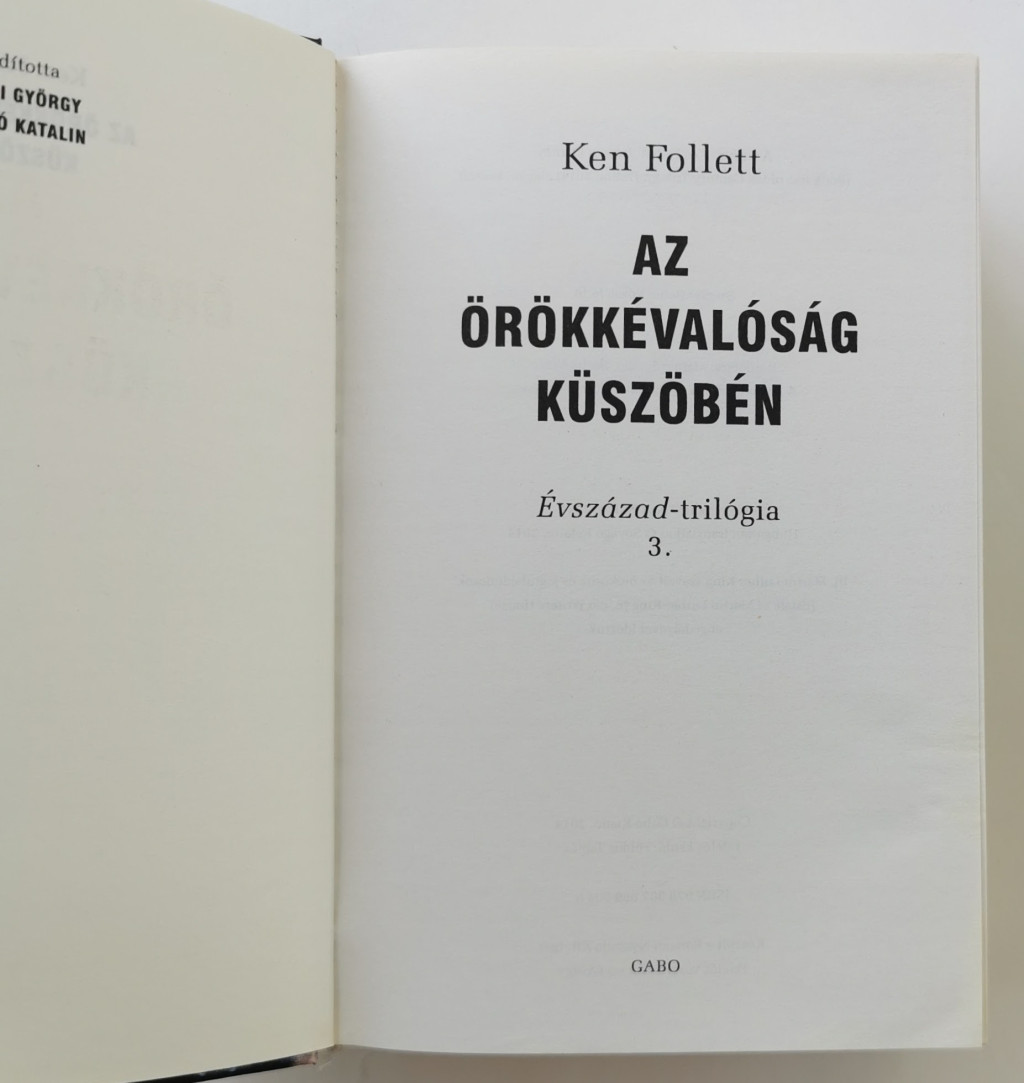 dította
I GYÖRGY
Ó KATALIN
Ken Follett
AZ
ÖRÖKKÉVALÓSÁG
KÜSZÖBÉN
Évszázad-trilógia
3.
GABO